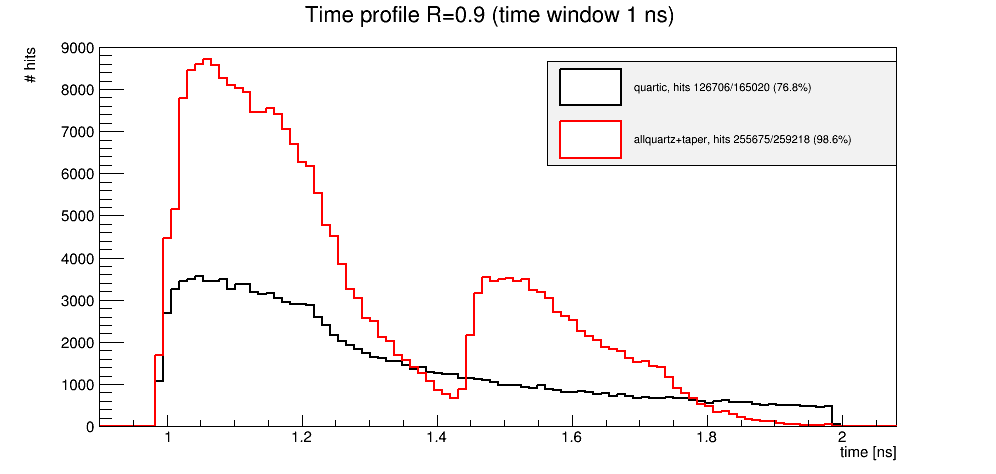 Time profile R=0.9 (time window 1 ns)
# hits
9000
8000
7000
6000
5000
4000
3000
2000
1000
0
quartic, hits 126706/165020 (76.8%)
allquartz+taper, hits 255675/259218 (98.6%)
1 1.2 1.4 1.6 1.8 2
time [ns]